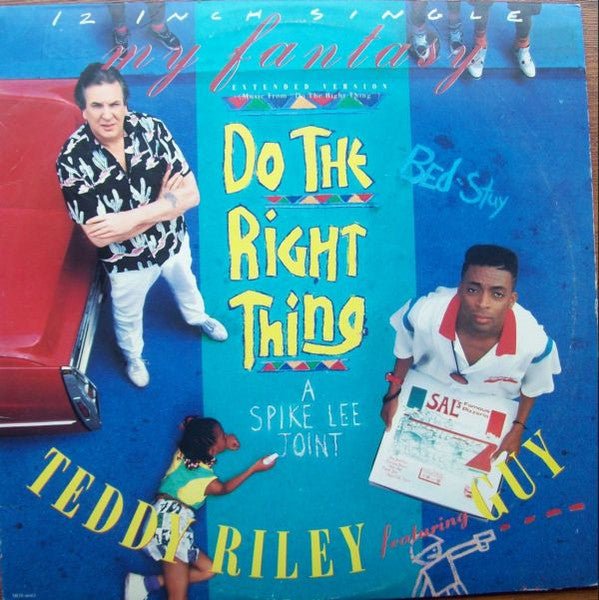 12 INCH SINGLE
my fantasy
EXTENDED VERSION
(Music From "Do The Right Thing")
DO THE
RIGHT
THing
A
SPIKE LEE
JOINT
BED-STUY
SAL'S
Famous
Pizzeria
TEDDY RILEY featuring GUY